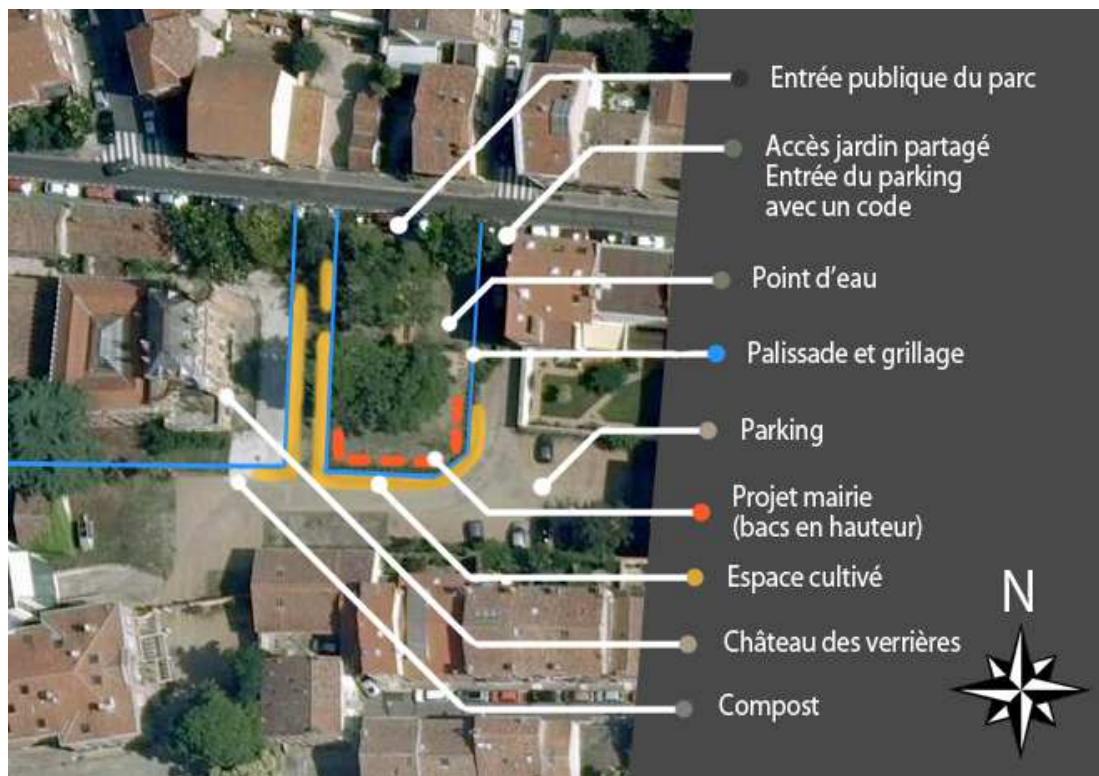 Entrée publique du parc
Accès jardin partagé
Entrée du parking
avec un code
Point d'eau
Palissade et grillage
Parking
Projet mairie
(bacs en hauteur)
Espace cultivé
N
Château des verrières
Compost